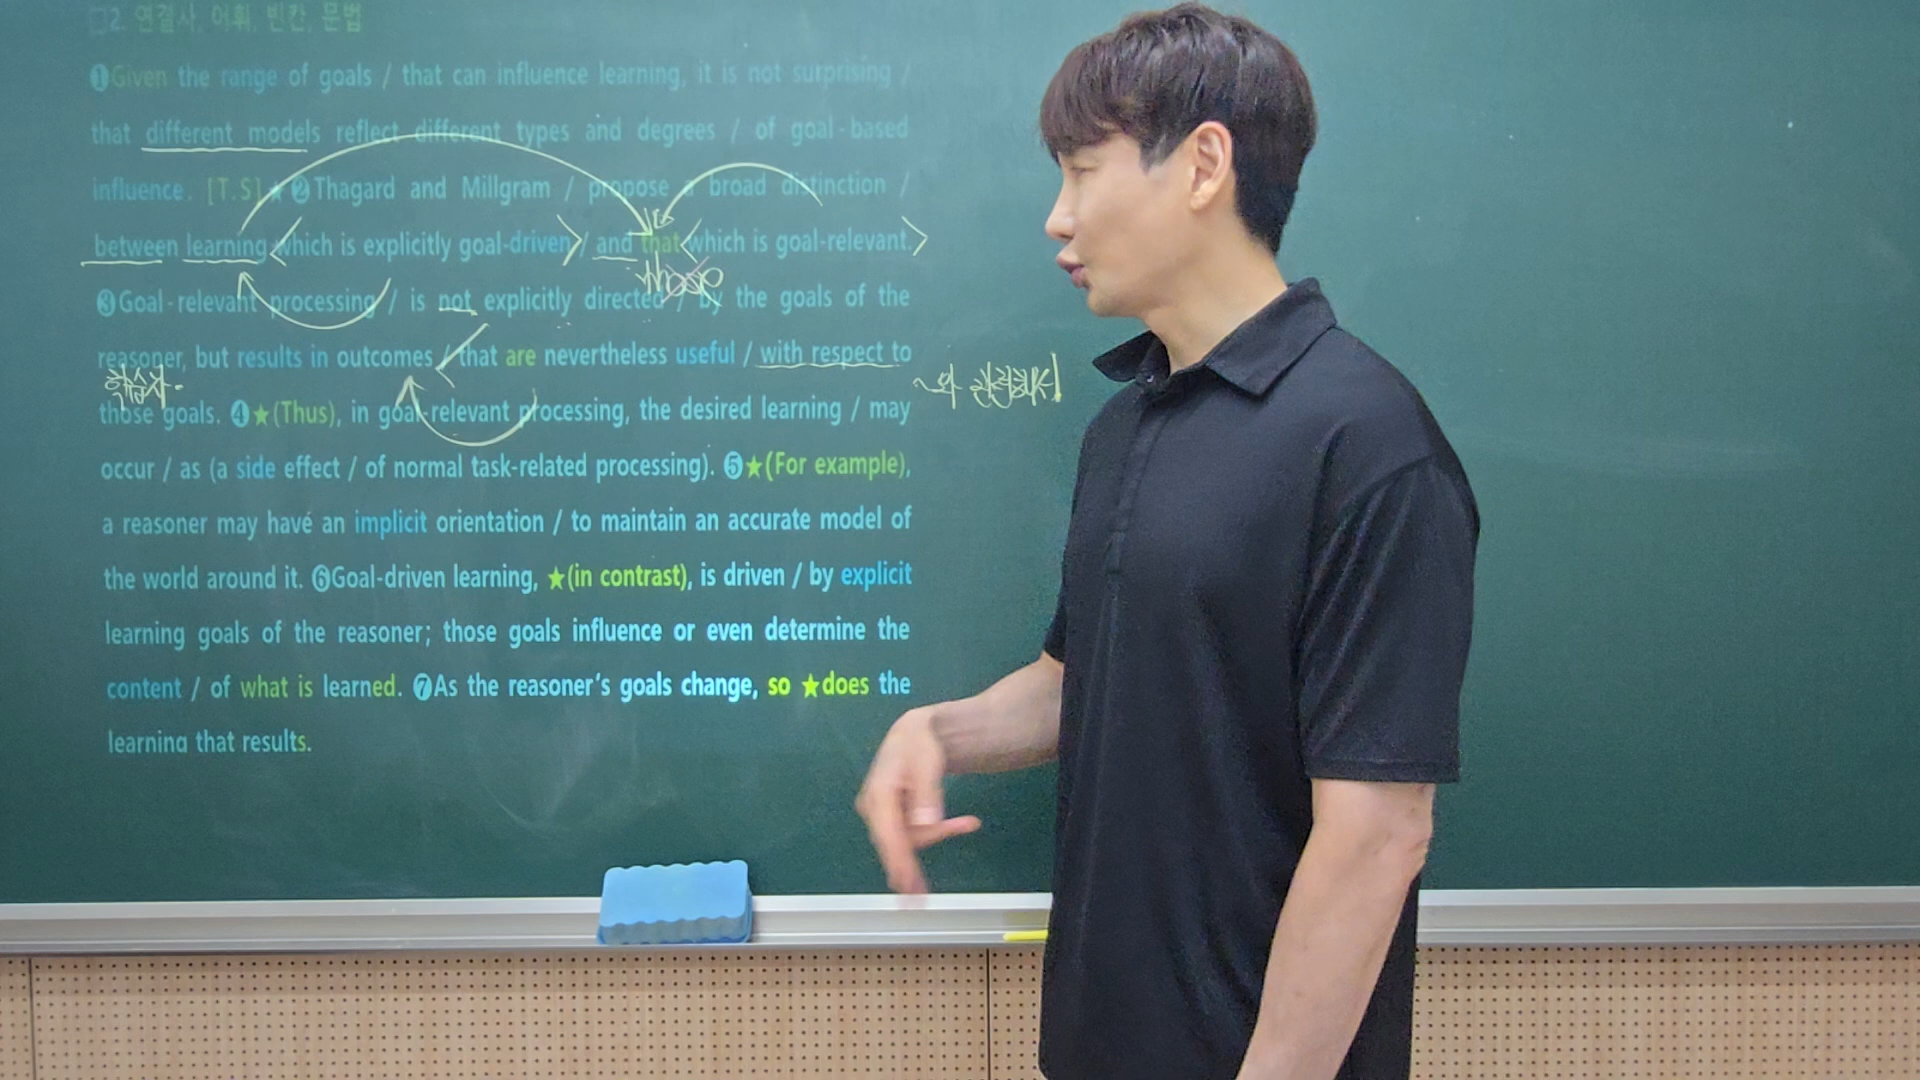 □2. 연결사, 어휘, 빈칸, 문법
❶Given the range of goals / that can influence learning, it is not surprising /
that different models reflect different types and degrees / of goal-based
influence. [T.S]★ ❷Thagard and Millgram / propose a broad distinction /
between learning <which is explicitly goal-driven> / and that <which is goal-relevant.>
those
❸Goal-relevant processing / is not explicitly directed / by the goals of the
reasoner, but results in outcomes / that are nevertheless useful / with respect to
학습자. ~와 관련해서
those goals. ❹★(Thus), in goal-relevant processing, the desired learning / may
occur / as (a side effect / of normal task-related processing). ❺★(For example),
a reasoner may have an implicit orientation / to maintain an accurate model of
the world around it. ❻Goal-driven learning, ★(in contrast), is driven / by explicit
learning goals of the reasoner; those goals influence or even determine the
content / of what is learned. ❼As the reasoner's goals change, so ★does the
learning that results.